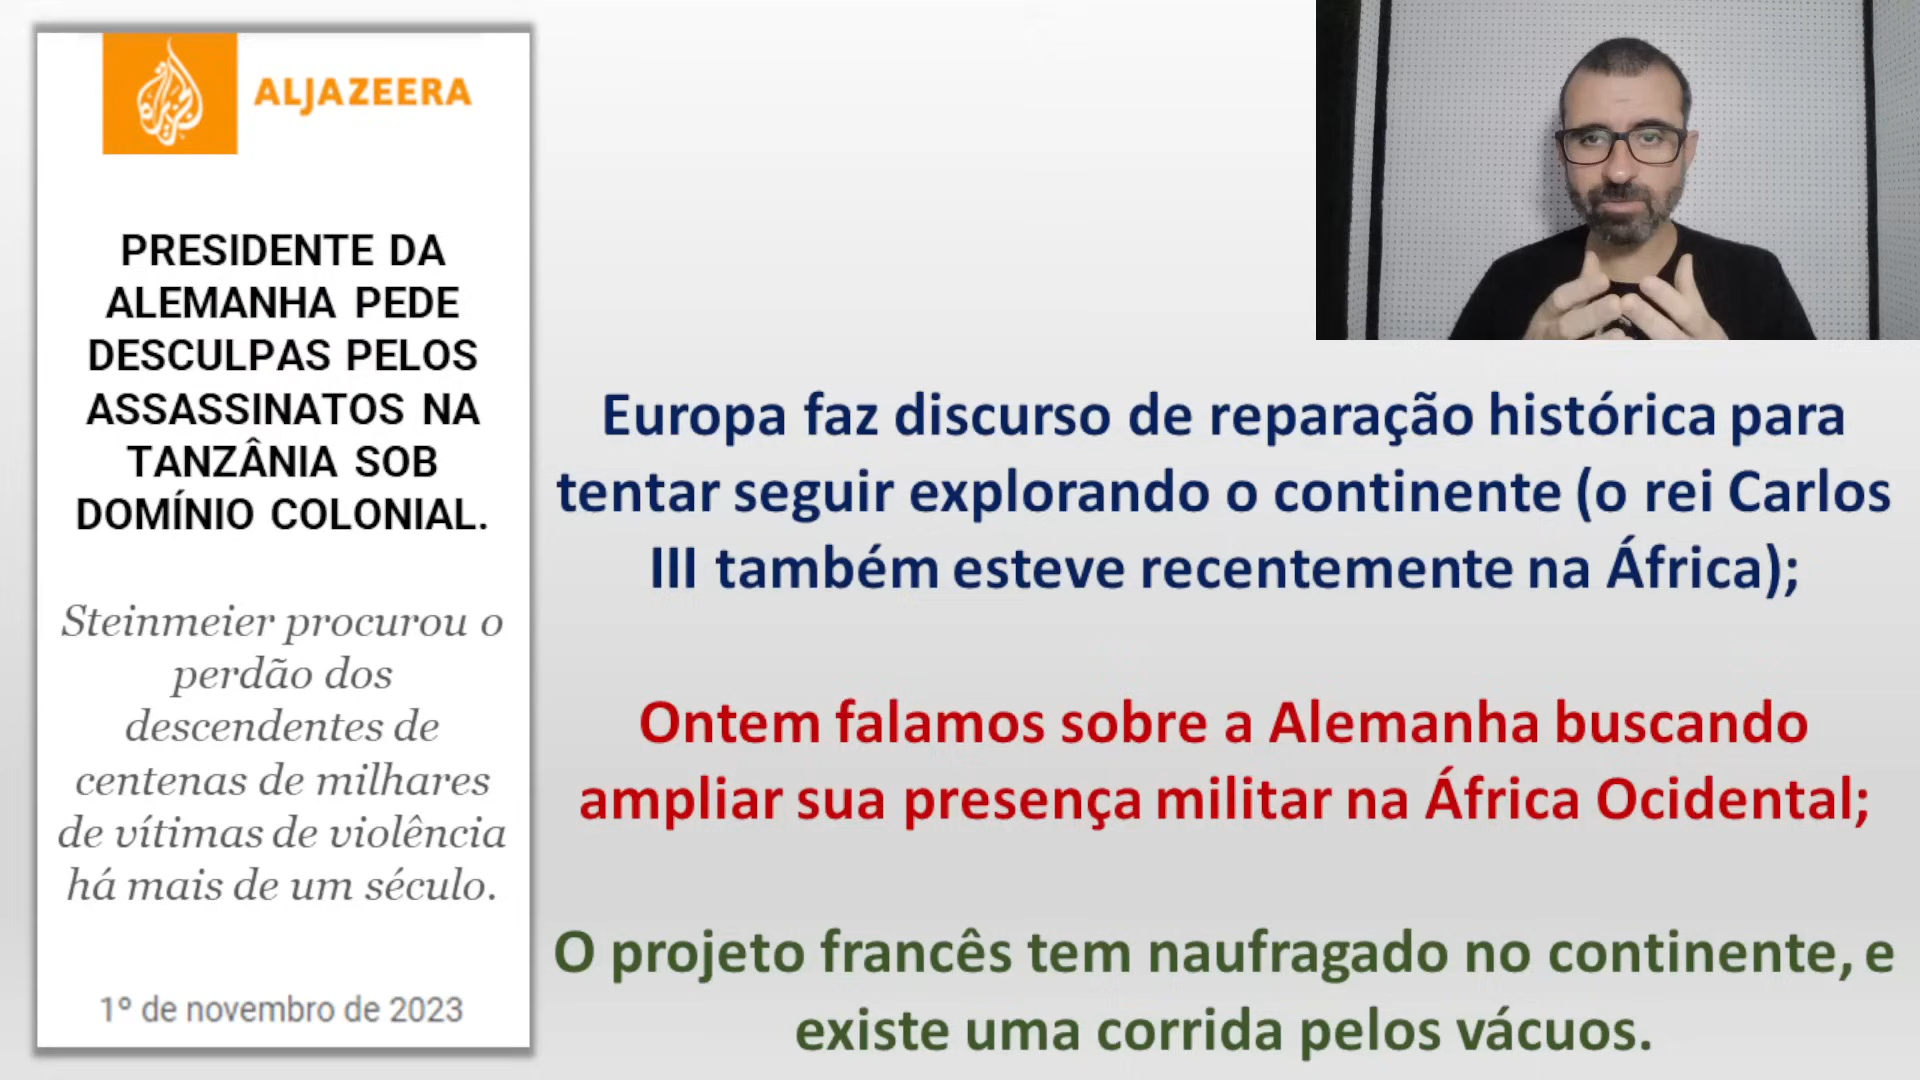 ALJAZEERA
PRESIDENTE DA
ALEMANHA PEDE
DESCULPAS PELOS
ASSASSINATOS NA
TANZÂNIA SOB
DOMÍNIO COLONIAL.
Steinmeier procurou o
perdão dos
descendentes de
centenas de milhares
de vítimas de violência
há mais de um século.
1º de novembro de 2023
Europa faz discurso de reparação histórica para
tentar seguir explorando o continente (o rei Carlos
III também esteve recentemente na África);
Ontem falamos sobre a Alemanha buscando
ampliar sua presença militar na África Ocidental;
O projeto francês tem naufragado no continente, e
existe uma corrida pelos vácuos.